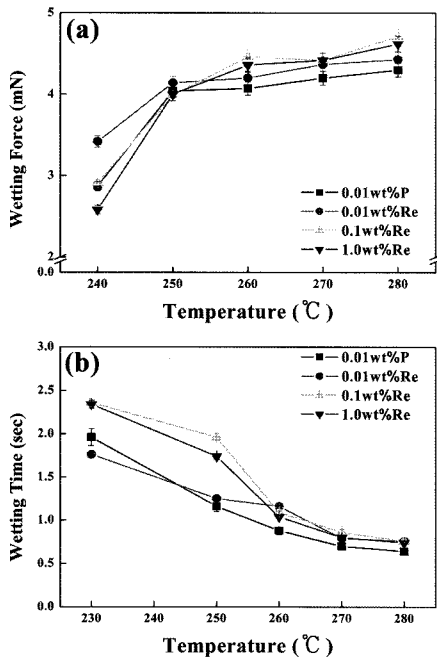 (a)
5
4
3
2
0.0
Wetting Force (mN)
0.01wt%P
0.01wt%Re
0.1wt%Re
1.0wt%Re
240 250 260 270 280
Temperature (℃)
(b)
3.0
2.5
2.0
1.5
1.0
0.5
0.0
Wetting Time (sec)
0.01wt%P
0.01wt%Re
0.1wt%Re
1.0wt%Re
230 240 250 260 270 280
Temperature (℃)